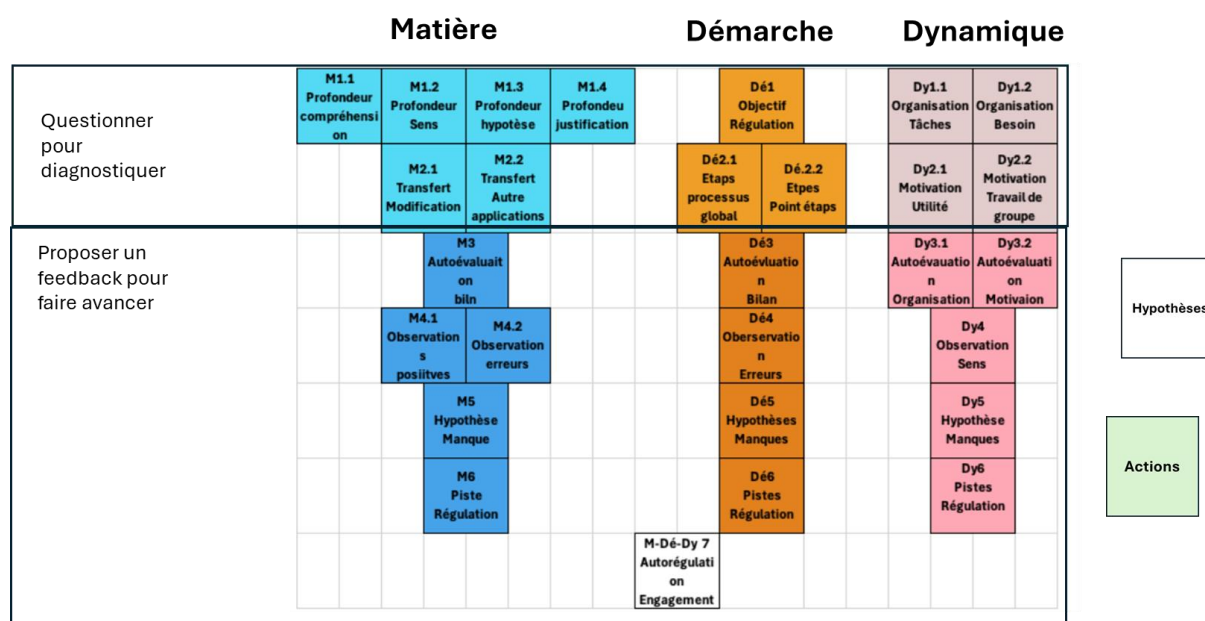 Matière
Démarche
Dynamique
Questionner
pour
diagnostiquer
M1.1
Profondeur
compréhensi
on
M1.2
Profondeur
Sens
M1.3
Profondeur
hypotèse
M1.4
Profondeu
justification
Dé1
Objectif
Régulation
Dy1.1
Organisation
Tâches
Dy1.2
Organisation
Besoin
M2.1
Transfert
Modification
M2.2
Transfert
Autre
applications
Dé2.1
Etaps
processus
global
Dé.2.2
Etpes
Point étaps
Dy2.1
Motivation
Utilité
Dy2.2
Motivation
Travail de
groupe
Proposer un
feedback pour
faire avancer
M3
Autoévaluait
on
biln
Dé3
Autoévluatio
n
Bilan
Dy3.1
Autoévauatio
n
Organisation
Dy3.2
Autoévaluati
on
Motivaion
M4.1
Observation
s
posiitves
M4.2
Observation
erreurs
Dé4
Oberservatio
n
Erreurs
Dy4
Observation
Sens
M5
Hypothèse
Manque
Dé5
Hypothèses
Manques
Dy5
Hypothèse
Manques
M6
Piste
Régulation
Dé6
Pistes
Régulation
Dy6
Pistes
Régulation
M-Dé-Dy 7
Autorégulati
on
Engagement
Hypothèses
Actions